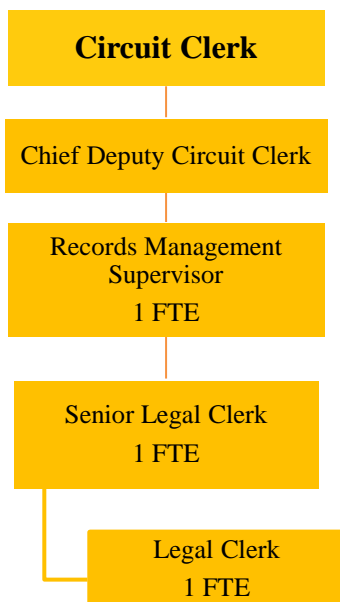 Circuit Clerk
Chief Deputy Circuit Clerk
Records Management
Supervisor
1 FTE
Senior Legal Clerk
1 FTE
Legal Clerk
1 FTE